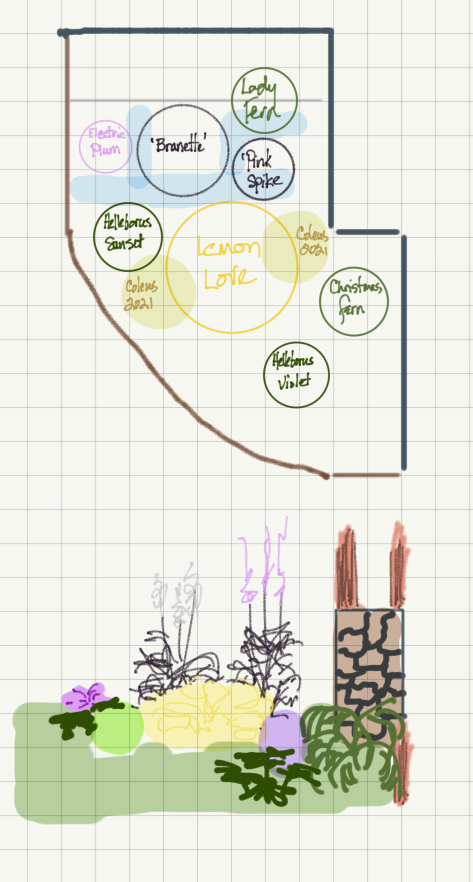 Lady
Fern
Electric
Plum
'Brunette'
'Pink
Spike
Helleborus
Sunset
Lemon
Love
Coleus
2021
Coleus
2021
Christmas
fern
Helleborus
Violet